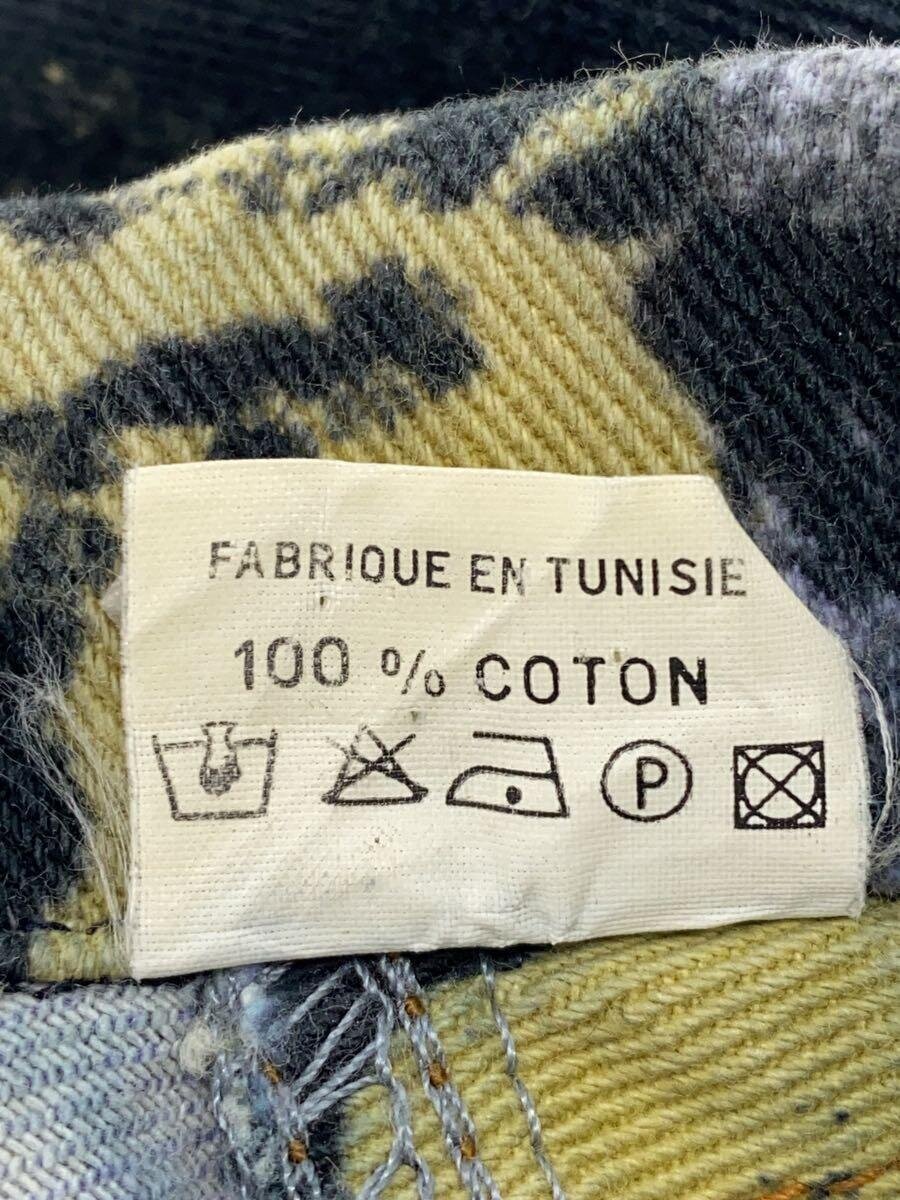 FABRIQUE EN TUNISIE
100 % COTON
P